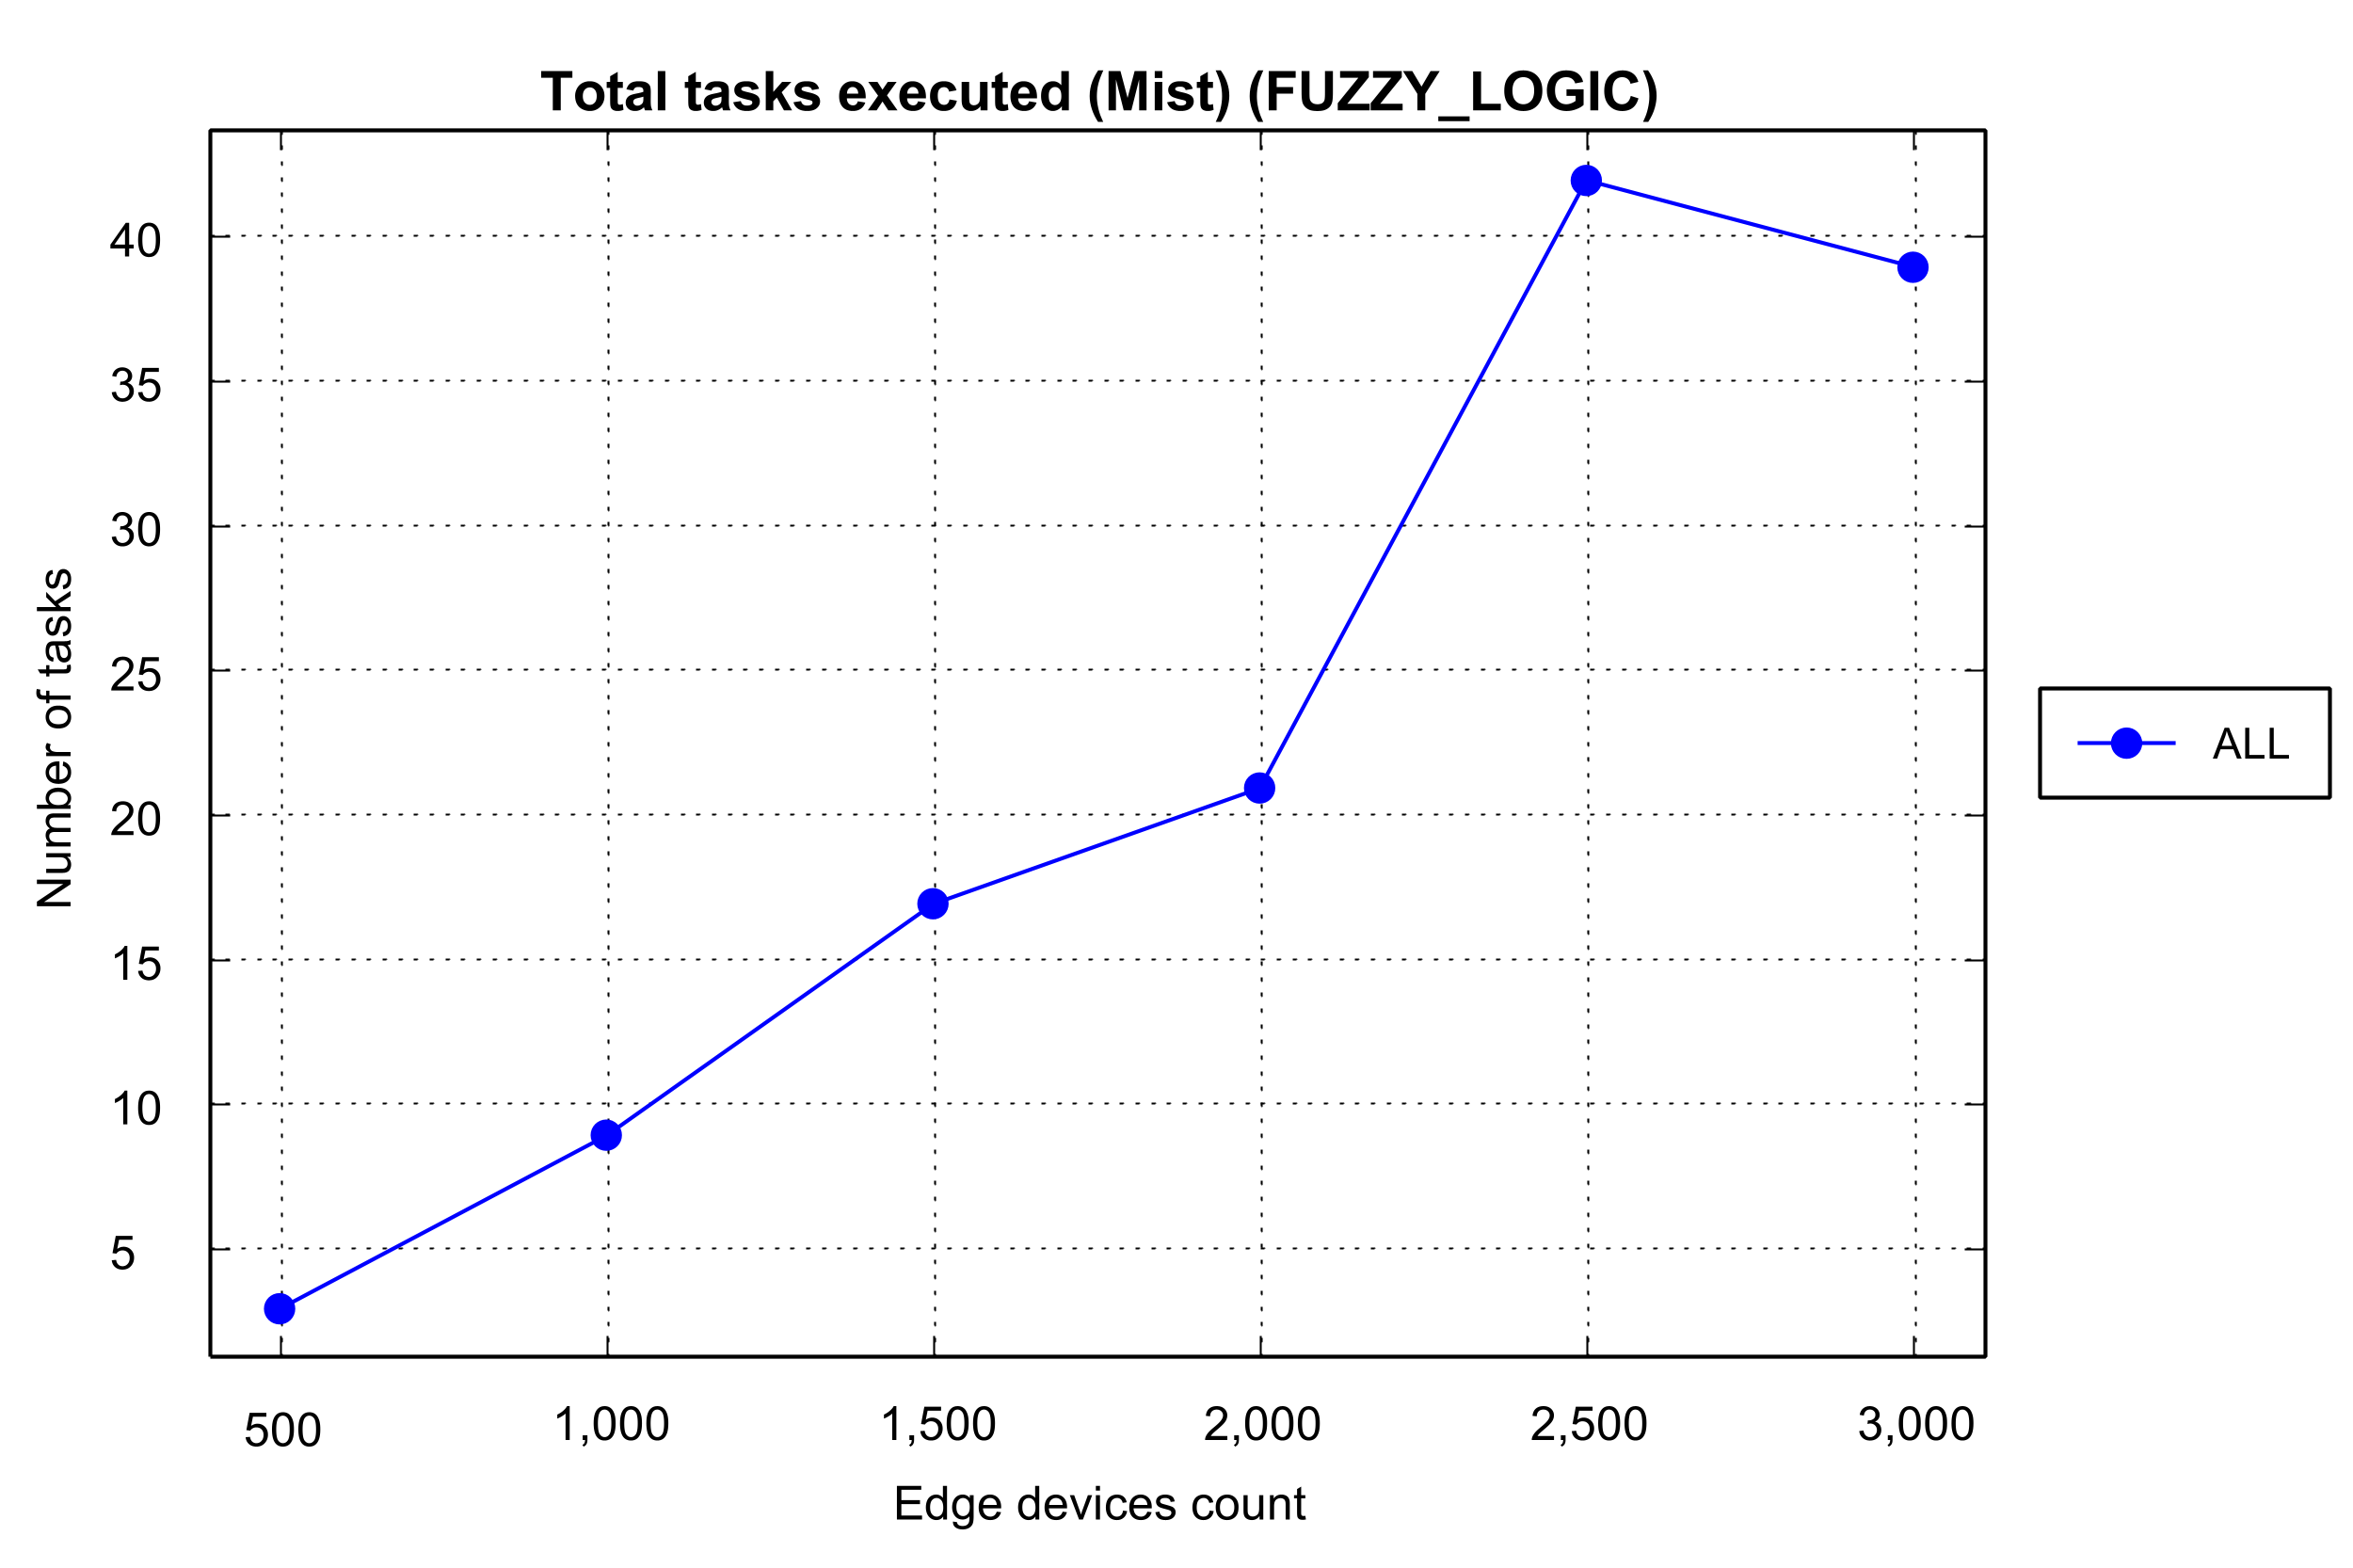 Total tasks executed (Mist) (FUZZY_LOGIC)
Number of tasks
40
35
30
25
20
15
10
5
500 1,000 1,500 2,000 2,500 3,000
Edge devices count
ALL